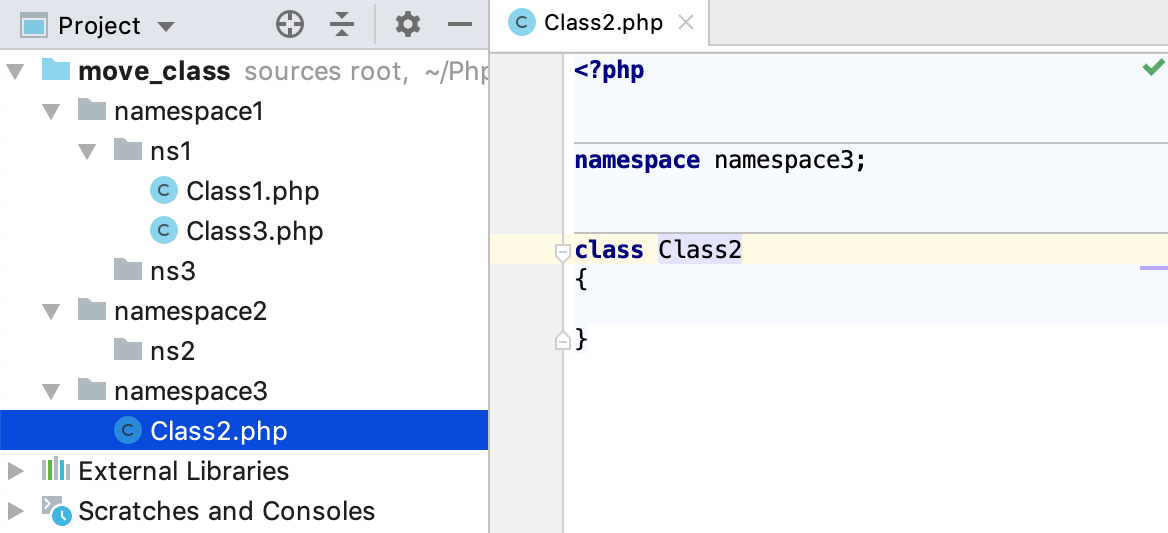 Project
move_class sources root, ~/Php
namespace1
ns1
C Class1.php
C Class3.php
ns3
namespace2
ns2
namespace3
C Class2.php
External Libraries
Scratches and Consoles
C Class2.php
<?php
namespace namespace3;
class Class2
{
}